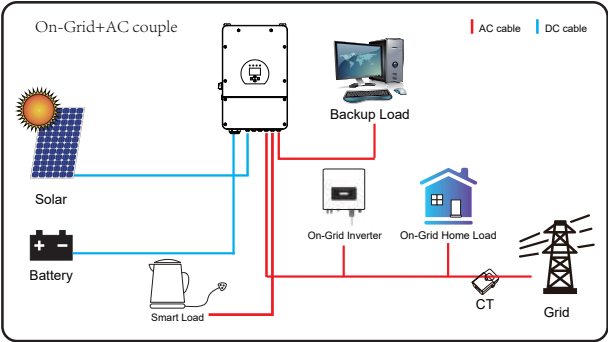 On-Grid+AC couple
AC cable
DC cable
Backup Load
Solar
On-Grid Inverter
On-Grid Home Load
Battery
Smart Load
CT
Grid